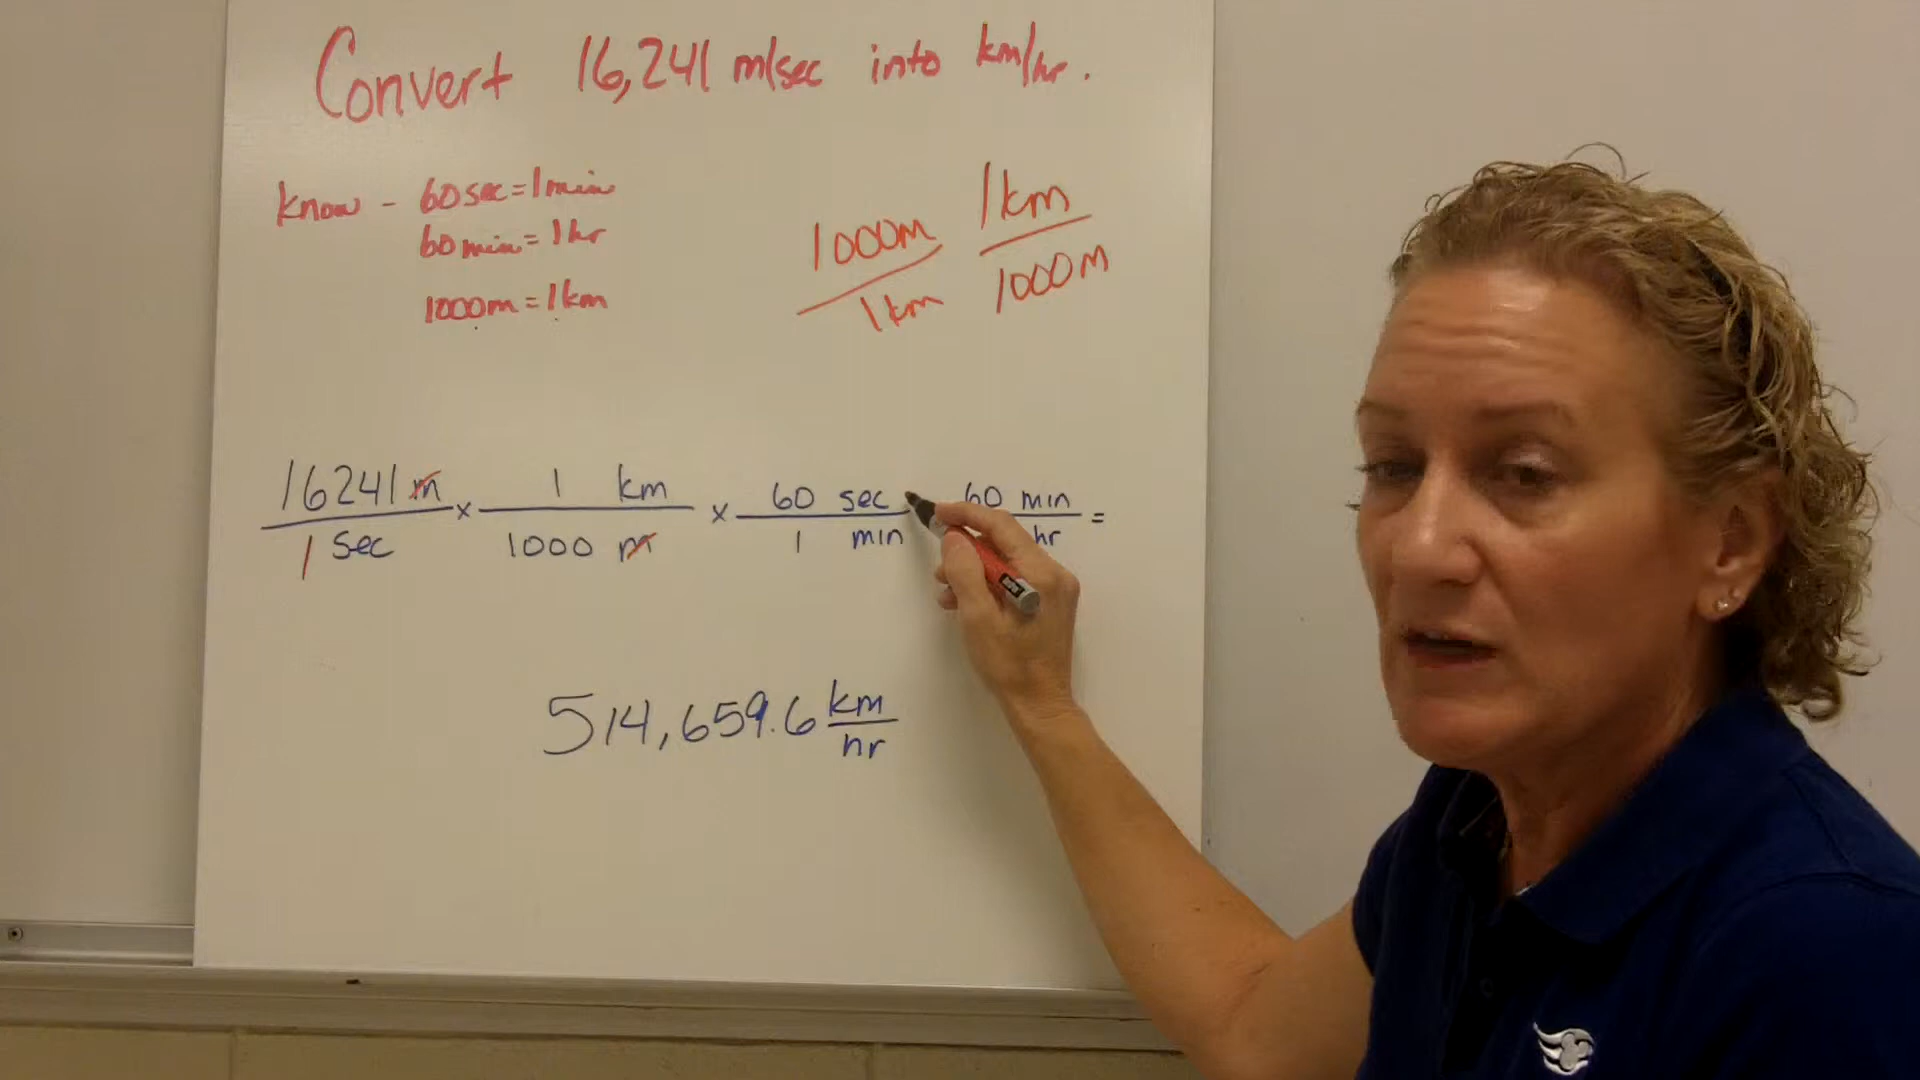 Convert 16,241 m/sec into km/hr.
know - 60 sec = 1 min
60 min = 1 hr
1000m = 1 km
1000m 1km
1km 1000m
16241 m x 1 km x 60 sec 60 min =
1 sec 1000 m 1 min hr
514,659.6 km
hr